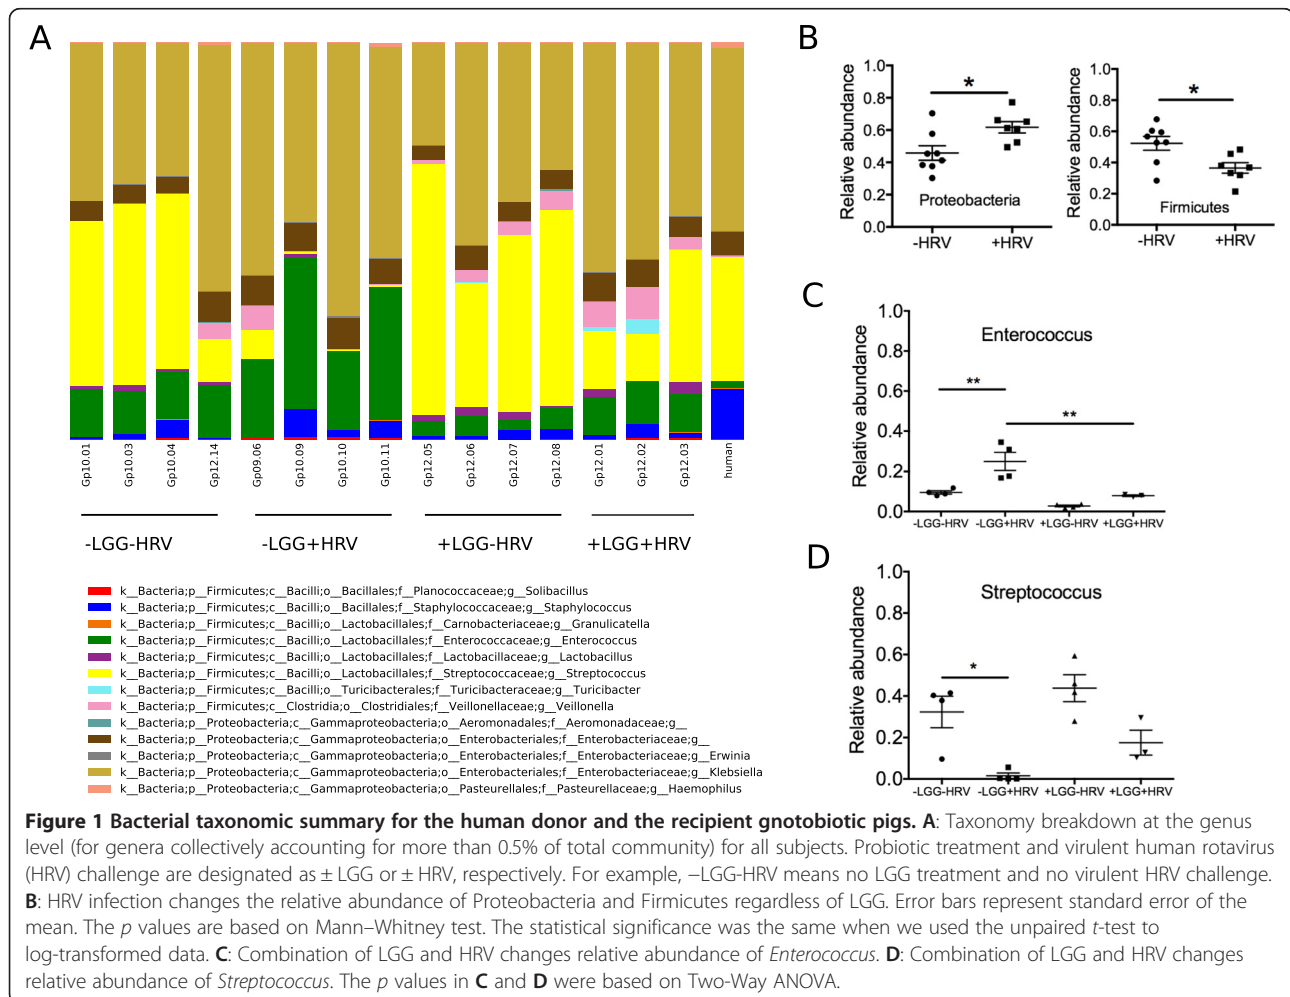 A
Gp10.01
Gp10.03
Gp10.04
Gp12.14
Gp09.06
Gp10.09
Gp10.10
Gp10.11
Gp12.05
Gp12.06
Gp12.07
Gp12.08
Gp12.01
Gp12.02
Gp12.03
human
-LGG-HRV
-LGG+HRV
+LGG-HRV
+LGG+HRV
k__Bacteria;p__Firmicutes;c__Bacilli;o__Bacillales;f__Planococcaceae;g__Solibacillus
k__Bacteria;p__Firmicutes;c__Bacilli;o__Bacillales;f__Staphylococcaceae;g__Staphylococcus
k__Bacteria;p__Firmicutes;c__Bacilli;o__Lactobacillales;f__Carnobacteriaceae;g__Granulicatella
k__Bacteria;p__Firmicutes;c__Bacilli;o__Lactobacillales;f__Enterococcaceae;g__Enterococcus
k__Bacteria;p__Firmicutes;c__Bacilli;o__Lactobacillales;f__Lactobacillaceae;g__Lactobacillus
k__Bacteria;p__Firmicutes;c__Bacilli;o__Lactobacillales;f__Streptococcaceae;g__Streptococcus
k__Bacteria;p__Firmicutes;c__Bacilli;o__Turicibacterales;f__Turicibacteraceae;g__Turicibacter
k__Bacteria;p__Firmicutes;c__Clostridia;o__Clostridiales;f__Veillonellaceae;g__Veillonella
k__Bacteria;p__Proteobacteria;c__Gammaproteobacteria;o__Aeromonadales;f__Aeromonadaceae;g__
k__Bacteria;p__Proteobacteria;c__Gammaproteobacteria;o__Enterobacteriales;f__Enterobacteriaceae;g__
k__Bacteria;p__Proteobacteria;c__Gammaproteobacteria;o__Enterobacteriales;f__Enterobacteriaceae;g__Erwinia
k__Bacteria;p__Proteobacteria;c__Gammaproteobacteria;o__Enterobacteriales;f__Enterobacteriaceae;g__Klebsiella
k__Bacteria;p__Proteobacteria;c__Gammaproteobacteria;o__Pasteurellales;f__Pasteurellaceae;g__Haemophilus
B
Relative abundance
1.0
0.8
0.6
0.4
0.2
0.0
*
Proteobacteria
-HRV
+HRV
Relative abundance
1.0
0.8
0.6
0.4
0.2
0.0
*
Firmicutes
-HRV
+HRV
C
Relative abundance
1.0
0.8
0.6
0.4
0.2
0.0
Enterococcus
**
**
-LGG-HRV
-LGG+HRV
+LGG-HRV
+LGG+HRV
D
Relative abundance
1.0
0.8
0.6
0.4
0.2
0.0
Streptococcus
*
-LGG-HRV
-LGG+HRV
+LGG-HRV
+LGG+HRV
Figure 1 Bacterial taxonomic summary for the human donor and the recipient gnotobiotic pigs. A: Taxonomy breakdown at the genus
level (for genera collectively accounting for more than 0.5% of total community) for all subjects. Probiotic treatment and virulent human rotavirus
(HRV) challenge are designated as ± LGG or ± HRV, respectively. For example, −LGG-HRV means no LGG treatment and no virulent HRV challenge.
B: HRV infection changes the relative abundance of Proteobacteria and Firmicutes regardless of LGG. Error bars represent standard error of the
mean. The p values are based on Mann–Whitney test. The statistical significance was the same when we used the unpaired t-test to
log-transformed data. C: Combination of LGG and HRV changes relative abundance of Enterococcus. D: Combination of LGG and HRV changes
relative abundance of Streptococcus. The p values in C and D were based on Two-Way ANOVA.